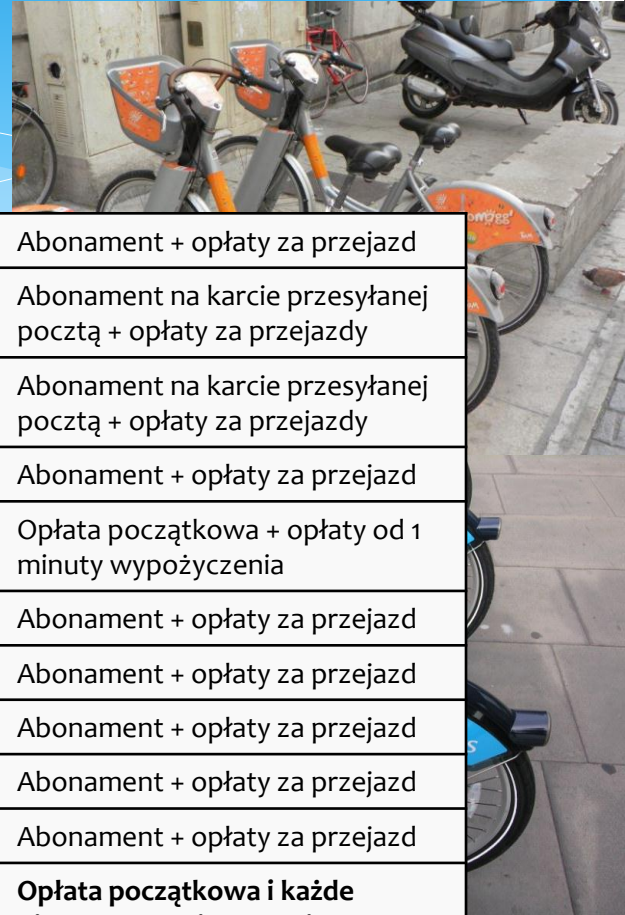 Abonament + opłaty za przejazd
Abonament na karcie przesyłanej
pocztą + opłaty za przejazdy
Abonament na karcie przesyłanej
pocztą + opłaty za przejazdy
Abonament + opłaty za przejazd
Opłata początkowa + opłaty od 1
minuty wypożyczenia
Abonament + opłaty za przejazd
Abonament + opłaty za przejazd
Abonament + opłaty za przejazd
Abonament + opłaty za przejazd
Abonament + opłaty za przejazd
Opłata początkowa i każde